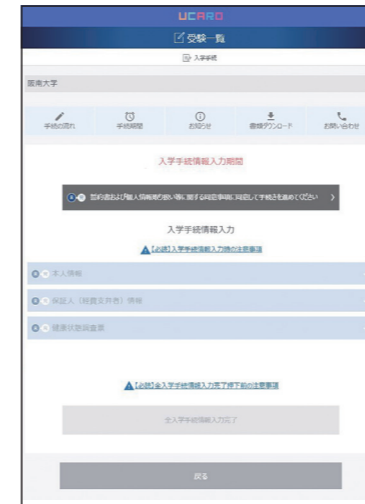 UCARO
受験一覧
入学手続
阪南大学
手続の流れ
手続期間
お知らせ
書類ダウンロード
お問い合わせ
入学手続情報入力期間
誓約書および個人情報取り扱い等に関する同意事項に同意して手続きを進めてください
入学手続情報入力
【必読】入学手続情報入力時の注意事項
本人情報
保証人（経費支弁者）情報
健康状態調査票
【必読】全入学手続情報入力完了押下前の注意事項
全入学手続情報入力完了
戻る